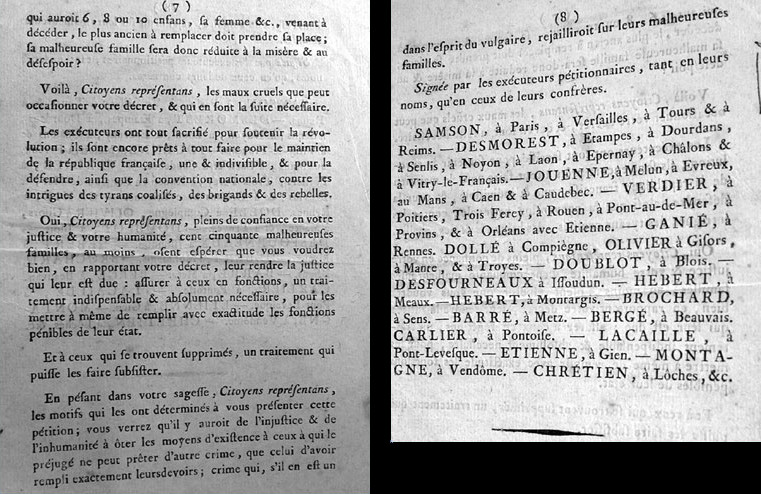 ( 7 )
qui auroit 6, 8 ou 10 enfans, ſa femme &c., venant à
décéder, le plus ancien à remplacer doit prendre ſa place;
ſa malheureuſe famille ſera donc réduite à la miſère & au
déſeſpoir?
Voilà, Citoyens repréſentans, les maux cruels que peut
occaſionner votre décret, & qui en ſont la ſuite néceſſaire.
Les exécuteurs ont tout ſacrifié pour ſoutenir la révo-
lution; ils ſont encore prêts à tout faire pour le maintien
de la république françaiſe, une & indiviſible, & pour la
défendre, ainſi que la convention nationale, contre les
intrigues des tyrans coaliſés, des brigands & des rebelles.
Oui, Citoyens repréſentans, pleins de confiance en votre
juſtice & votre humanité, cent cinquante malheureuſes
familles, au moins, oſent eſpérer que vous voudrez
bien, en rapportant votre décret, leur rendre la juſtice
qui leur eſt due : aſſurer à ceux en fonctions, un trai-
tement indiſpenſable & abſolument néceſſaire, pour les
mettre à même de remplir avec exactitude les fonctions
pénibles de leur état.
Et à ceux qui ſe trouvent ſupprimés, un traitement qui
puiſſe les faire ſubſiſter.
En péſant dans votre ſageſſe, Citoyens repréſentans,
les motifs qui les ont déterminés à vous préſenter cette
pétition; vous verrez qu'il y auroit de l'injuſtice & de
l'inhumanité à ôter les moyens d'exiſtence à ceux à qui le
préjugé ne peut prêter d'autre crime, que celui d'avoir
rempli exactement leursdevoirs; crime qui, s'il en eſt un
(8)
dans l'eſprit du vulgaire, rejailliroit ſur leurs malheureuſes
familles.
Signée par les exécuteurs pétitionnaires, tant en leurs
noms, qu'en ceux de leurs confrères.
SAMSON, à Paris, à Verſailles, à Tours & à
Reims. — DESMOREST, à Etampes, à Dourdans,
à Senlis, à Noyon, à Laon, à Epernay, à Châlons &
à Vitry-le-Français.—JOUENNE,à Melun, à Evreux,
au Mans, à Caen & à Caudebec. — VERDIER, à
Poitiers, Trois Ferey, à Rouen, à Pont-au-de-Mer, à
Provins, & à Orléans avec Etienne. — GANIÉ, à
Rennes. DOLLÉ à Compiègne, OLIVIER à Giſors,
à Mante, & à Troyes. — DOUBLOT, à Blois. —
DESFOURNEAUX à Iſſoudun. — HEBERT, à
Meaux.—HEBERT, à Montargis. — BROCHARD,
à Sens. — BARRÉ, à Metz. — BERGÉ, à Beauvais.
CARLIER, à Pontoiſe. — LACAILLE, à
Pont-Leveſque. — ETIENNE, à Gien. — MONTA-
GNE, à Vendôme. — CHRÉTIEN, à Lôches, &c.